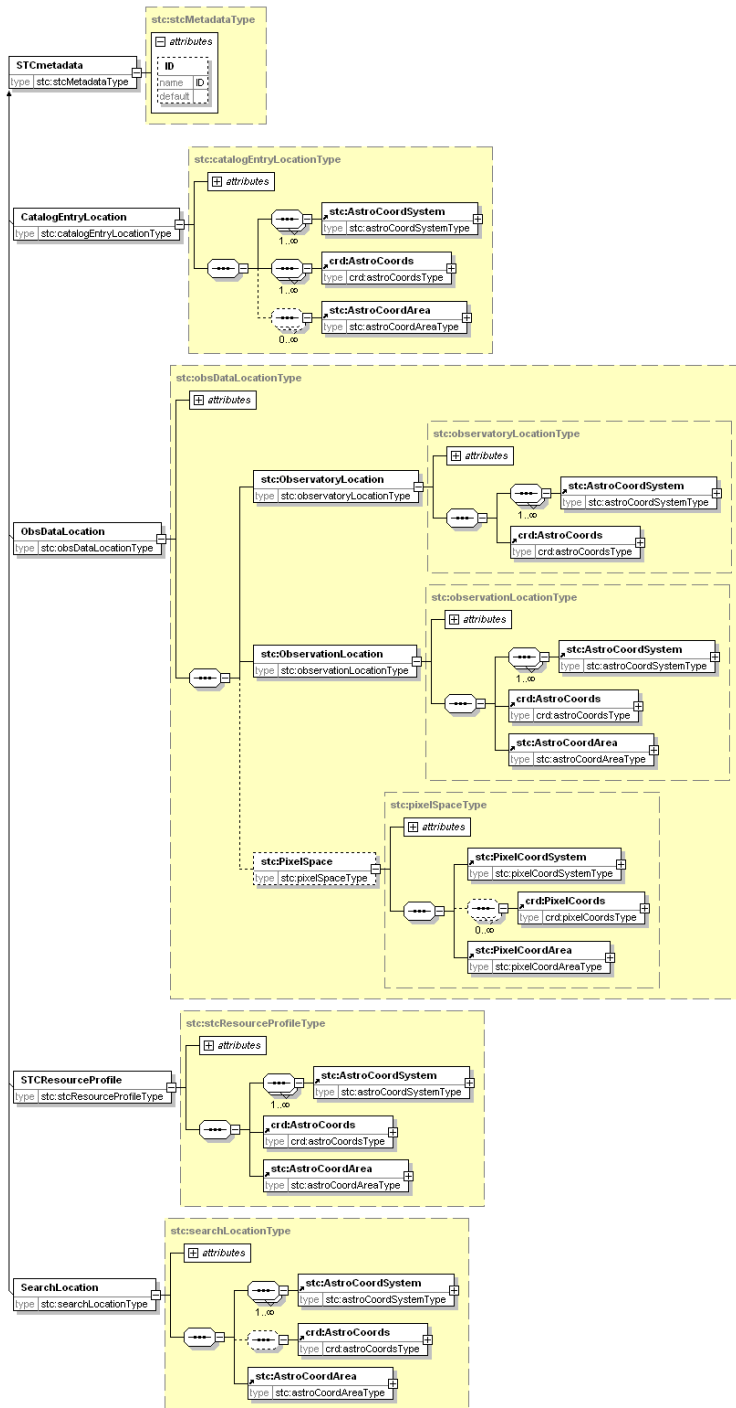 stc:stcMetadataType
attributes
STCmetadata
type stc:stcMetadataType
ID
name ID
default
stc:catalogEntryLocationType
attributes
CatalogEntryLocation
type stc:catalogEntryLocationType
stc:AstroCoordSystem
type stc:astroCoordSystemType
1..∞
crd:AstroCoords
type crd:astroCoordsType
1..∞
stc:AstroCoordArea
type stc:astroCoordAreaType
0..∞
stc:obsDataLocationType
attributes
ObsDataLocation
type stc:obsDataLocationType
stc:observatoryLocationType
attributes
stc:ObservatoryLocation
type stc:observatoryLocationType
stc:AstroCoordSystem
type stc:astroCoordSystemType
1..∞
crd:AstroCoords
type crd:astroCoordsType
stc:observationLocationType
attributes
stc:ObservationLocation
type stc:observationLocationType
stc:AstroCoordSystem
type stc:astroCoordSystemType
1..∞
crd:AstroCoords
type crd:astroCoordsType
stc:AstroCoordArea
type stc:astroCoordAreaType
stc:pixelSpaceType
attributes
stc:PixelSpace
type stc:pixelSpaceType
stc:PixelCoordSystem
type stc:pixelCoordSystemType
crd:PixelCoords
type crd:pixelCoordsType
0..∞
stc:PixelCoordArea
type stc:pixelCoordAreaType
stc:stcResourceProfileType
attributes
STCResourceProfile
type stc:stcResourceProfileType
stc:AstroCoordSystem
type stc:astroCoordSystemType
1..∞
crd:AstroCoords
type crd:astroCoordsType
stc:AstroCoordArea
type stc:astroCoordAreaType
stc:searchLocationType
attributes
SearchLocation
type stc:searchLocationType
stc:AstroCoordSystem
type stc:astroCoordSystemType
1..∞
crd:AstroCoords
type crd:astroCoordsType
stc:AstroCoordArea
type stc:astroCoordAreaType